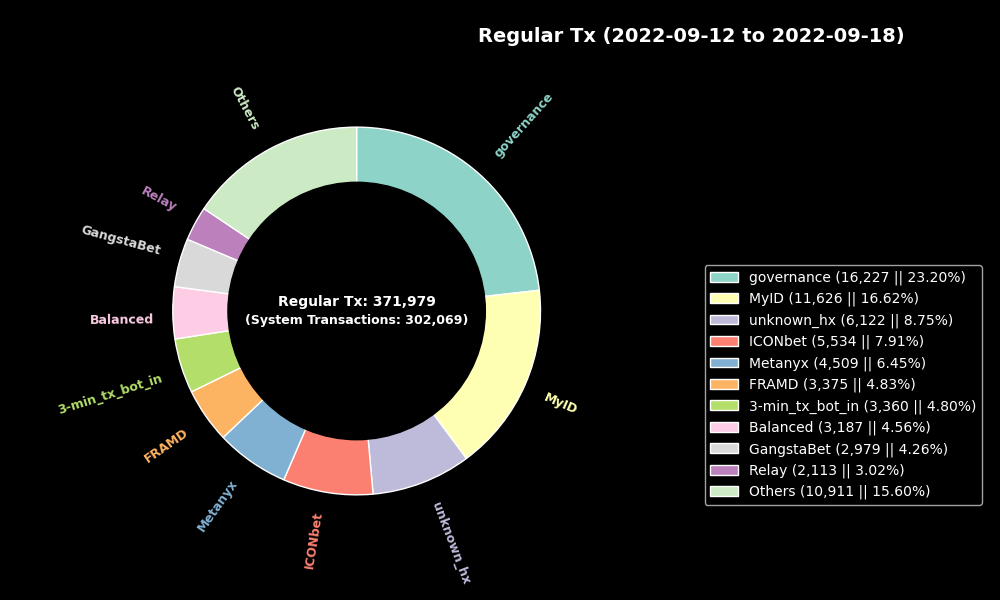 Regular Tx (2022-09-12 to 2022-09-18)
Others
governance
Relay
GangstaBet
Balanced
3-min_tx_bot_in
FRAMD
Metanyx
ICONbet
unknown_hx
MyID
Regular Tx: 371,979
(System Transactions: 302,069)
governance (16,227 || 23.20%)
MyID (11,626 || 16.62%)
unknown_hx (6,122 || 8.75%)
ICONbet (5,534 || 7.91%)
Metanyx (4,509 || 6.45%)
FRAMD (3,375 || 4.83%)
3-min_tx_bot_in (3,360 || 4.80%)
Balanced (3,187 || 4.56%)
GangstaBet (2,979 || 4.26%)
Relay (2,113 || 3.02%)
Others (10,911 || 15.60%)